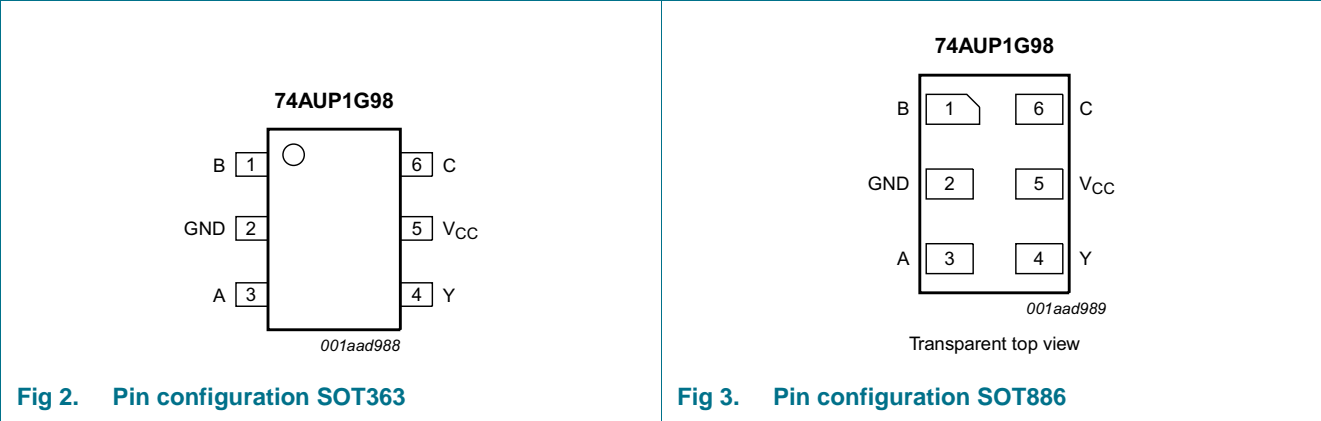 74AUP1G98
B 1 6 C
GND 2 5 VCC
A 3 4 Y
001aad988
Fig 2. Pin configuration SOT363
74AUP1G98
B 1 6 C
GND 2 5 VCC
A 3 4 Y
001aad989
Transparent top view
Fig 3. Pin configuration SOT886